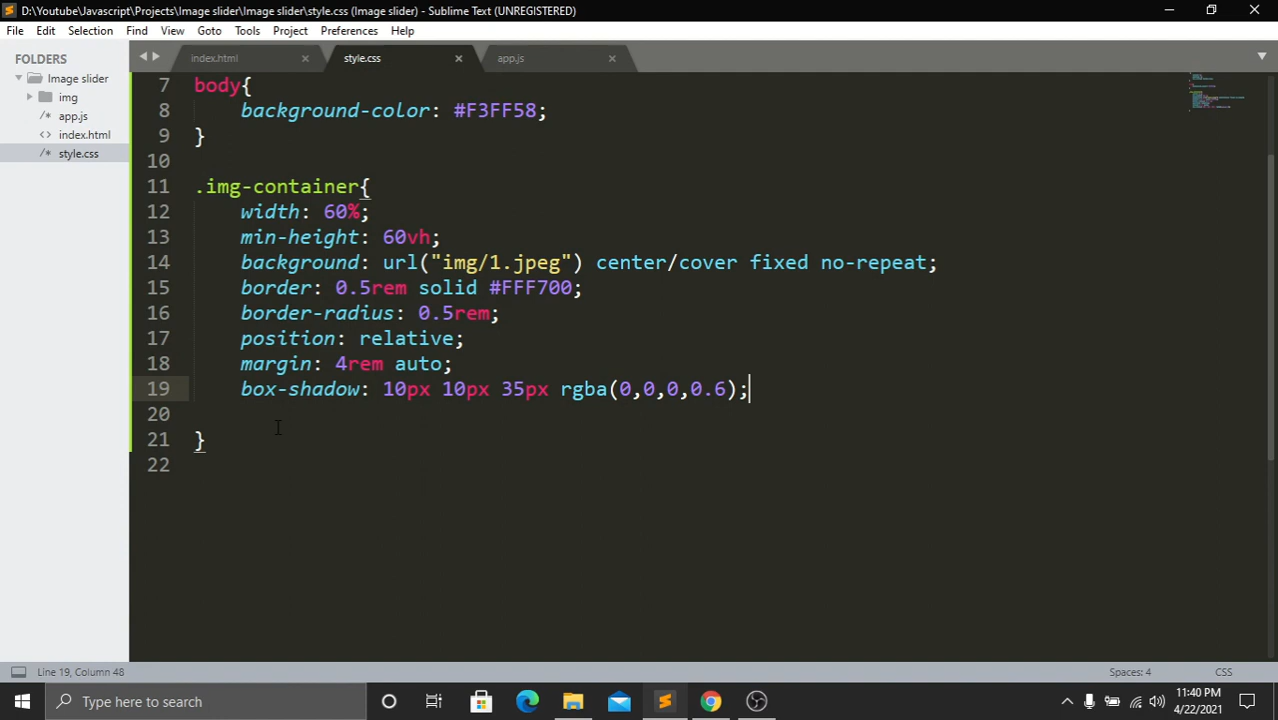 D:\Youtube\Javascript\Projects\Image slider\Image slider\style.css (Image slider) - Sublime Text (UNREGISTERED)
File Edit Selection Find View Goto Tools Project Preferences Help
FOLDERS
Image slider
img
app.js
index.html
style.css
index.html style.css app.js
7 body{
8 background-color: #F3FF58;
9 }
10
11 .img-container{
12 width: 60%;
13 min-height: 60vh;
14 background: url("img/1.jpeg") center/cover fixed no-repeat;
15 border: 0.5rem solid #FFF700;
16 border-radius: 0.5rem;
17 position: relative;
18 margin: 4rem auto;
19 box-shadow: 10px 10px 35px rgba(0,0,0,0.6);
20
21 }
22
Line 19, Column 48 Spaces: 4 CSS
Type here to search
11:40 PM
4/22/2021
4